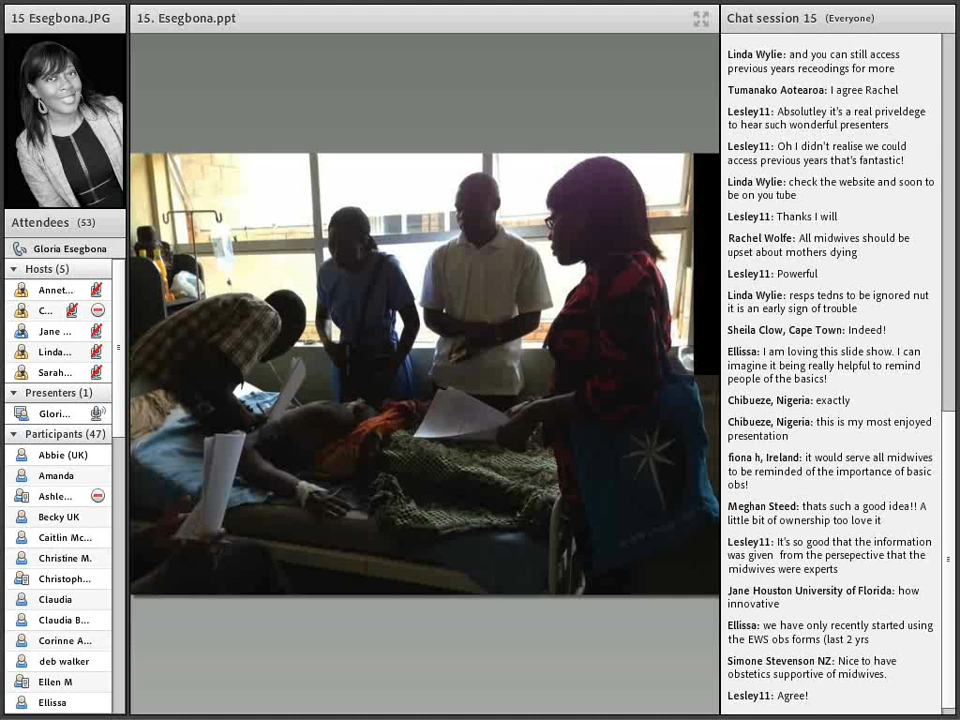 15 Esegbona.JPG
Attendees (53)
Gloria Esegbona
Hosts (5)
Annet...
C...
Jane ...
Linda...
Sarah...
Presenters (1)
Glori...
Participants (47)
Abbie (UK)
Amanda
Ashle...
Becky UK
Caitlin Mc...
Christine M.
Christoph...
Claudia
Claudia B...
Corinne A...
deb walker
Ellen M
Ellissa
15. Esegbona.ppt
Chat session 15 (Everyone)
Linda Wylie: and you can still access
previous years receodings for more
Tumanako Aotearoa: I agree Rachel
Lesley11: Absolutley it's a real priveldege
to hear such wonderful presenters
Lesley11: Oh I didn't realise we could
access previous years that's fantastic!
Linda Wylie: check the website and soon to
be on you tube
Lesley11: Thanks I will
Rachel Wolfe: All midwives should be
upset about mothers dying
Lesley11: Powerful
Linda Wylie: resps tedns to be ignored nut
it is an early sign of trouble
Sheila Clow, Cape Town: Indeed!
Ellissa: I am loving this slide show. I can
imagine it being really helpful to remind
people of the basics!
Chibueze, Nigeria: exactly
Chibueze, Nigeria: this is my most enjoyed
presentation
fiona h, Ireland: it would serve all midwives
to be reminded of the importance of basic
obs!
Meghan Steed: thats such a good idea!! A
little bit of ownership too love it
Lesley11: It's so good that the information
was given from the persepective that the
midwives were experts
Jane Houston University of Florida: how
innovative
Ellissa: we have only recently started using
the EWS obs forms (last 2 yrs
Simone Stevenson NZ: Nice to have
obstetics supportive of midwives.
Lesley11: Agree!